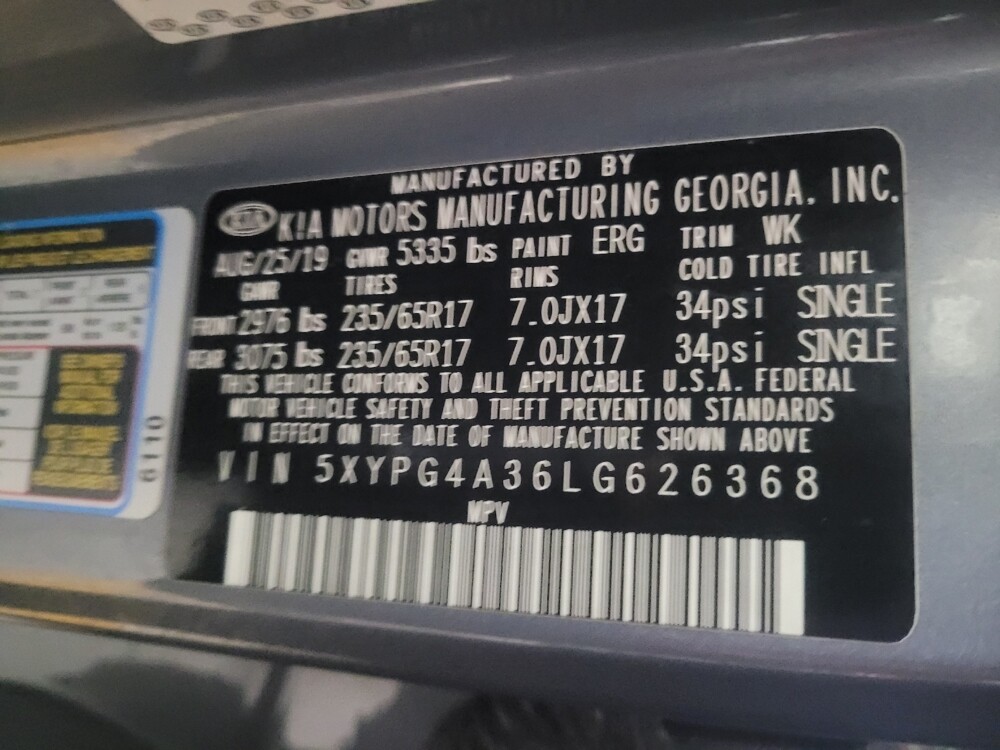 MANUFACTURED BY
KIA KIA MOTORS MANUFACTURING GEORGIA, INC.
AUG/25/19 GVWR 5335 lbs PAINT ERG TRIM WK
GAWR TIRES RIMS COLD TIRE INFL
FRONT 2976 lbs 235/65R17 7.0JX17 34psi SINGLE
REAR 3075 lbs 235/65R17 7.0JX17 34psi SINGLE
THIS VEHICLE CONFORMS TO ALL APPLICABLE U.S.A. FEDERAL
MOTOR VEHICLE SAFETY AND THEFT PREVENTION STANDARDS
IN EFFECT ON THE DATE OF MANUFACTURE SHOWN ABOVE
VIN 5XYPG4A36LG626368
MPV
6110